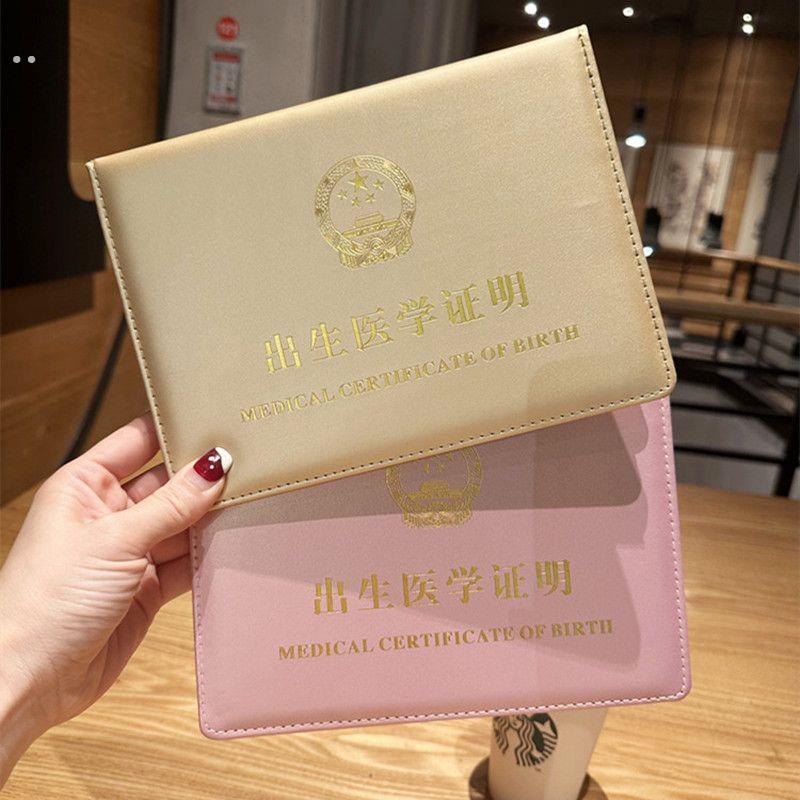 出生医学证明
MEDICAL CERTIFICATE OF BIRTH
出生医学证明
MEDICAL CERTIFICATE OF BIRTH